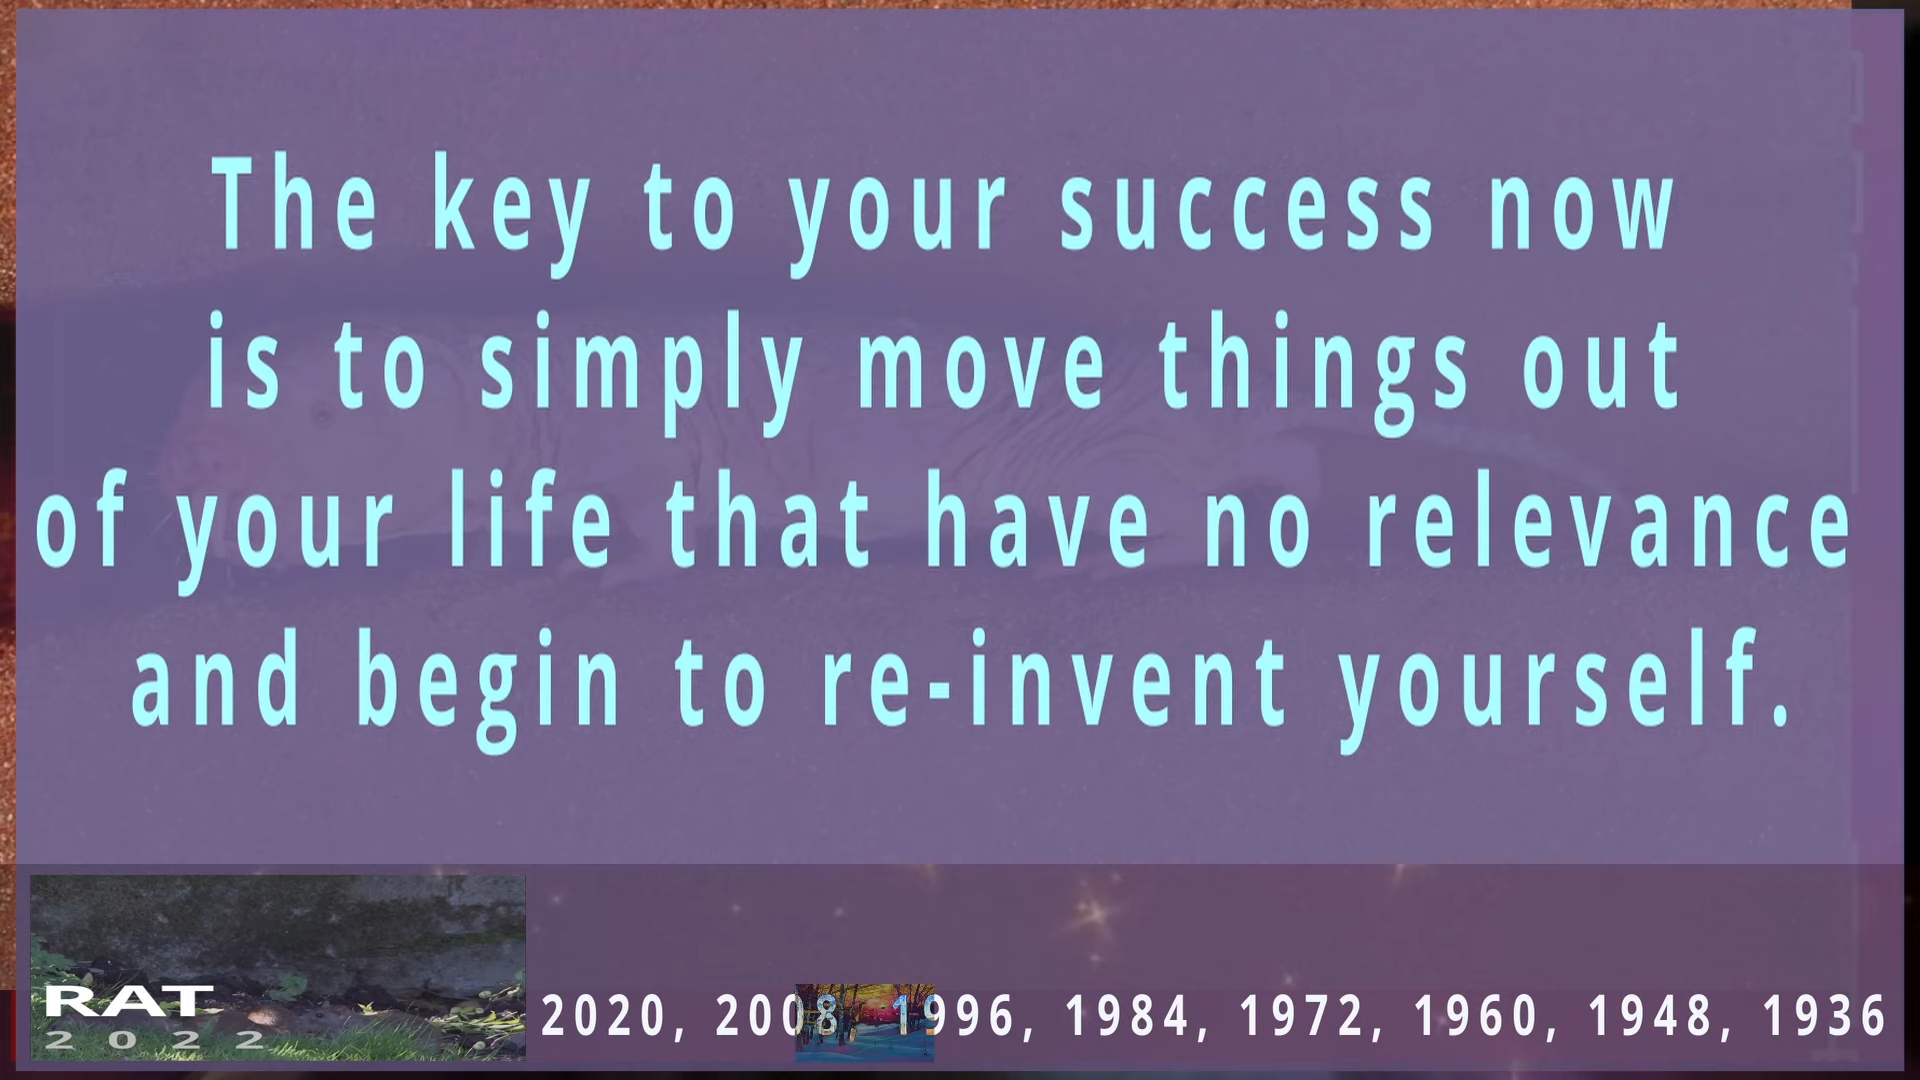 The key to your success now
is to simply move things out
of your life that have no relevance
and begin to re-invent yourself.
RAT
2022
2020, 2008 1996, 1984, 1972, 1960, 1948, 1936